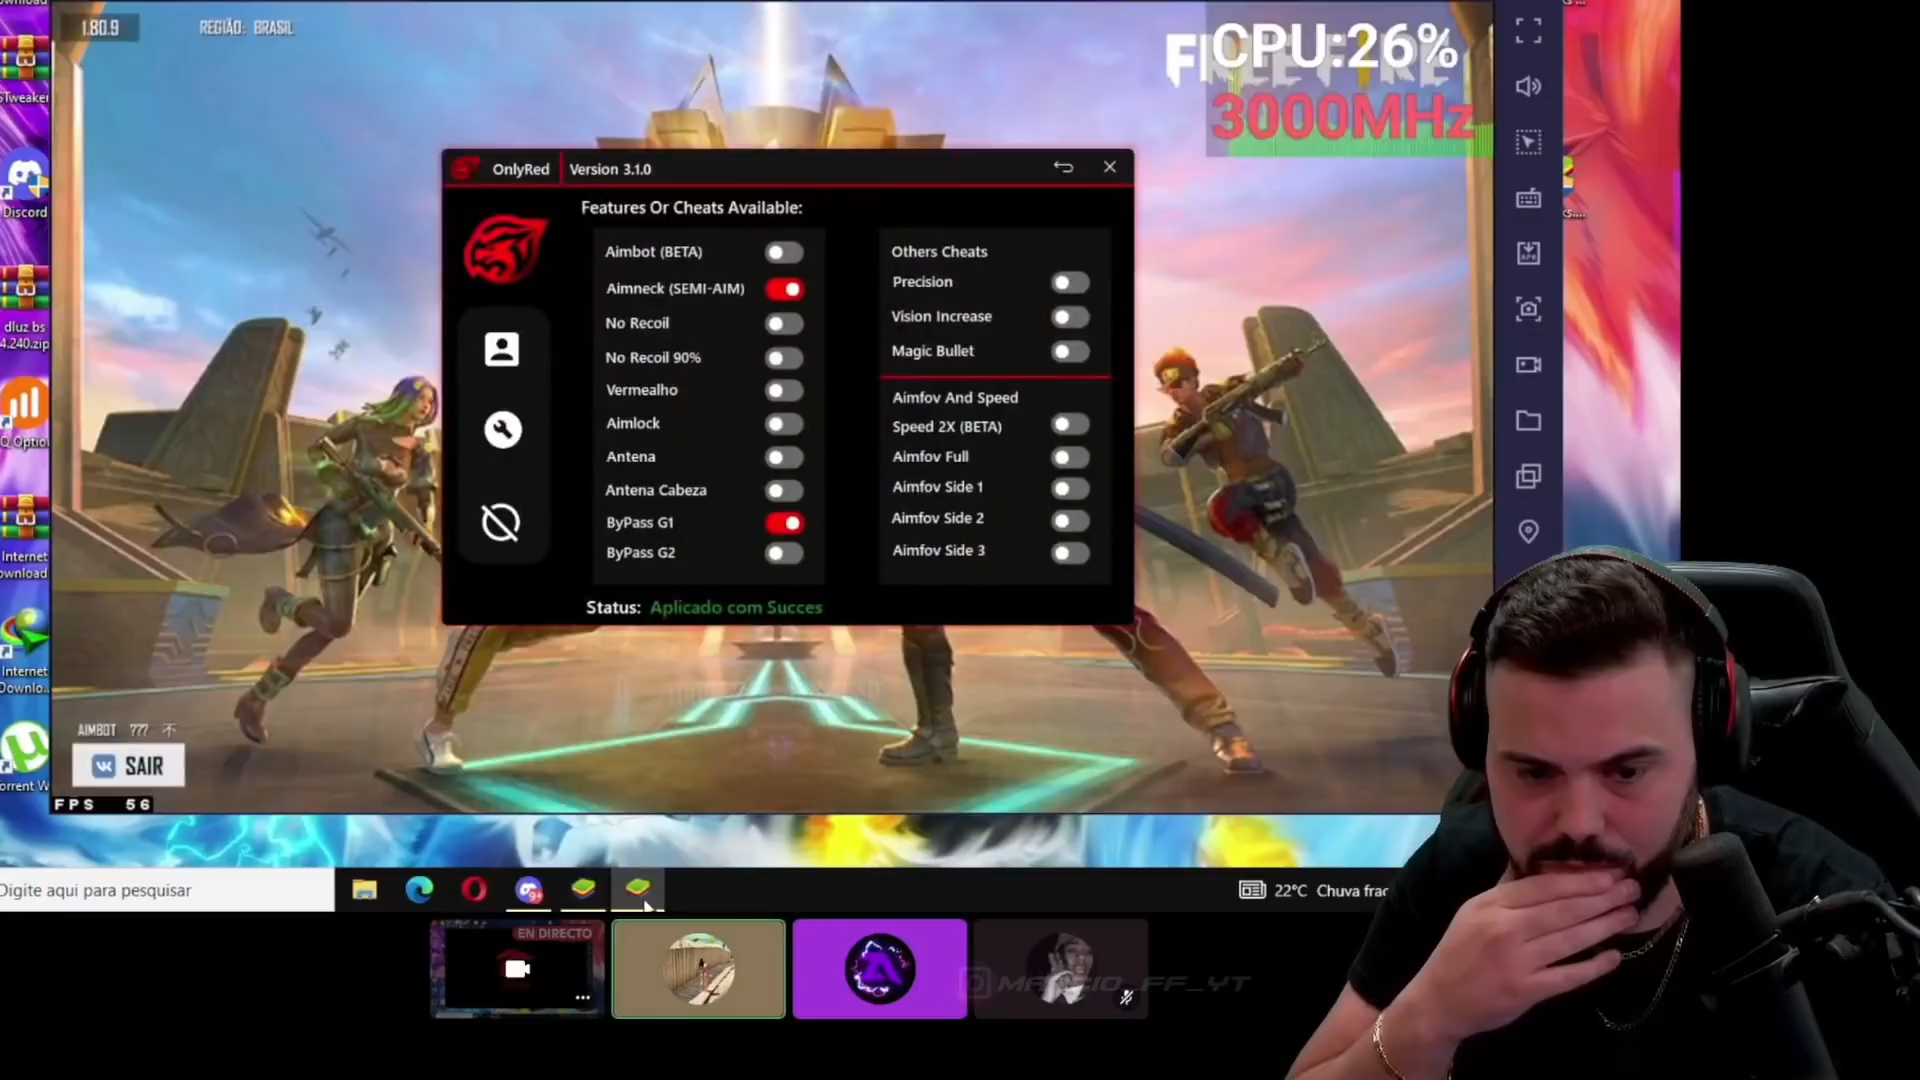 1.80.9
REGIÃO: BRASIL
CPU:26%
3000MHz
STweaker
Discord
dluz bs
4.240.zip
Internet
Internet
Downlo...
OnlyRed
Version 3.1.0
Features Or Cheats Available:
Aimbot (BETA)
Aimneck (SEMI-AIM)
No Recoil
No Recoil 90%
Vermealho
Aimlock
Antena
Antena Cabeza
ByPass G1
ByPass G2
Others Cheats
Precision
Vision Increase
Magic Bullet
Aimfov And Speed
Speed 2X (BETA)
Aimfov Full
Aimfov Side 1
Aimfov Side 2
Aimfov Side 3
Status: Aplicado com Succes
AIMBOT ???
SAIR
FPS 56
Digite aqui para pesquisar
9+
22°C Chuva frac
EN DIRECTO